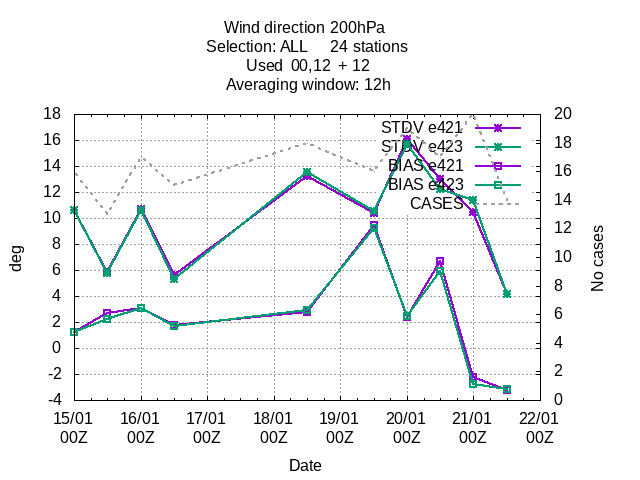 Wind direction 200hPa
Selection: ALL 24 stations
Used 00,12 + 12
Averaging window: 12h
18
16
14
12
10
8
6
4
2
0
-2
-4
deg
20
18
16
14
12
10
8
6
4
2
0
No cases
STDV e421
STDV e423
BIAS e421
BIAS e423
CASES
15/01 16/01 17/01 18/01 19/01 20/01 21/01 22/01
00Z 00Z 00Z 00Z 00Z 00Z 00Z 00Z
Date